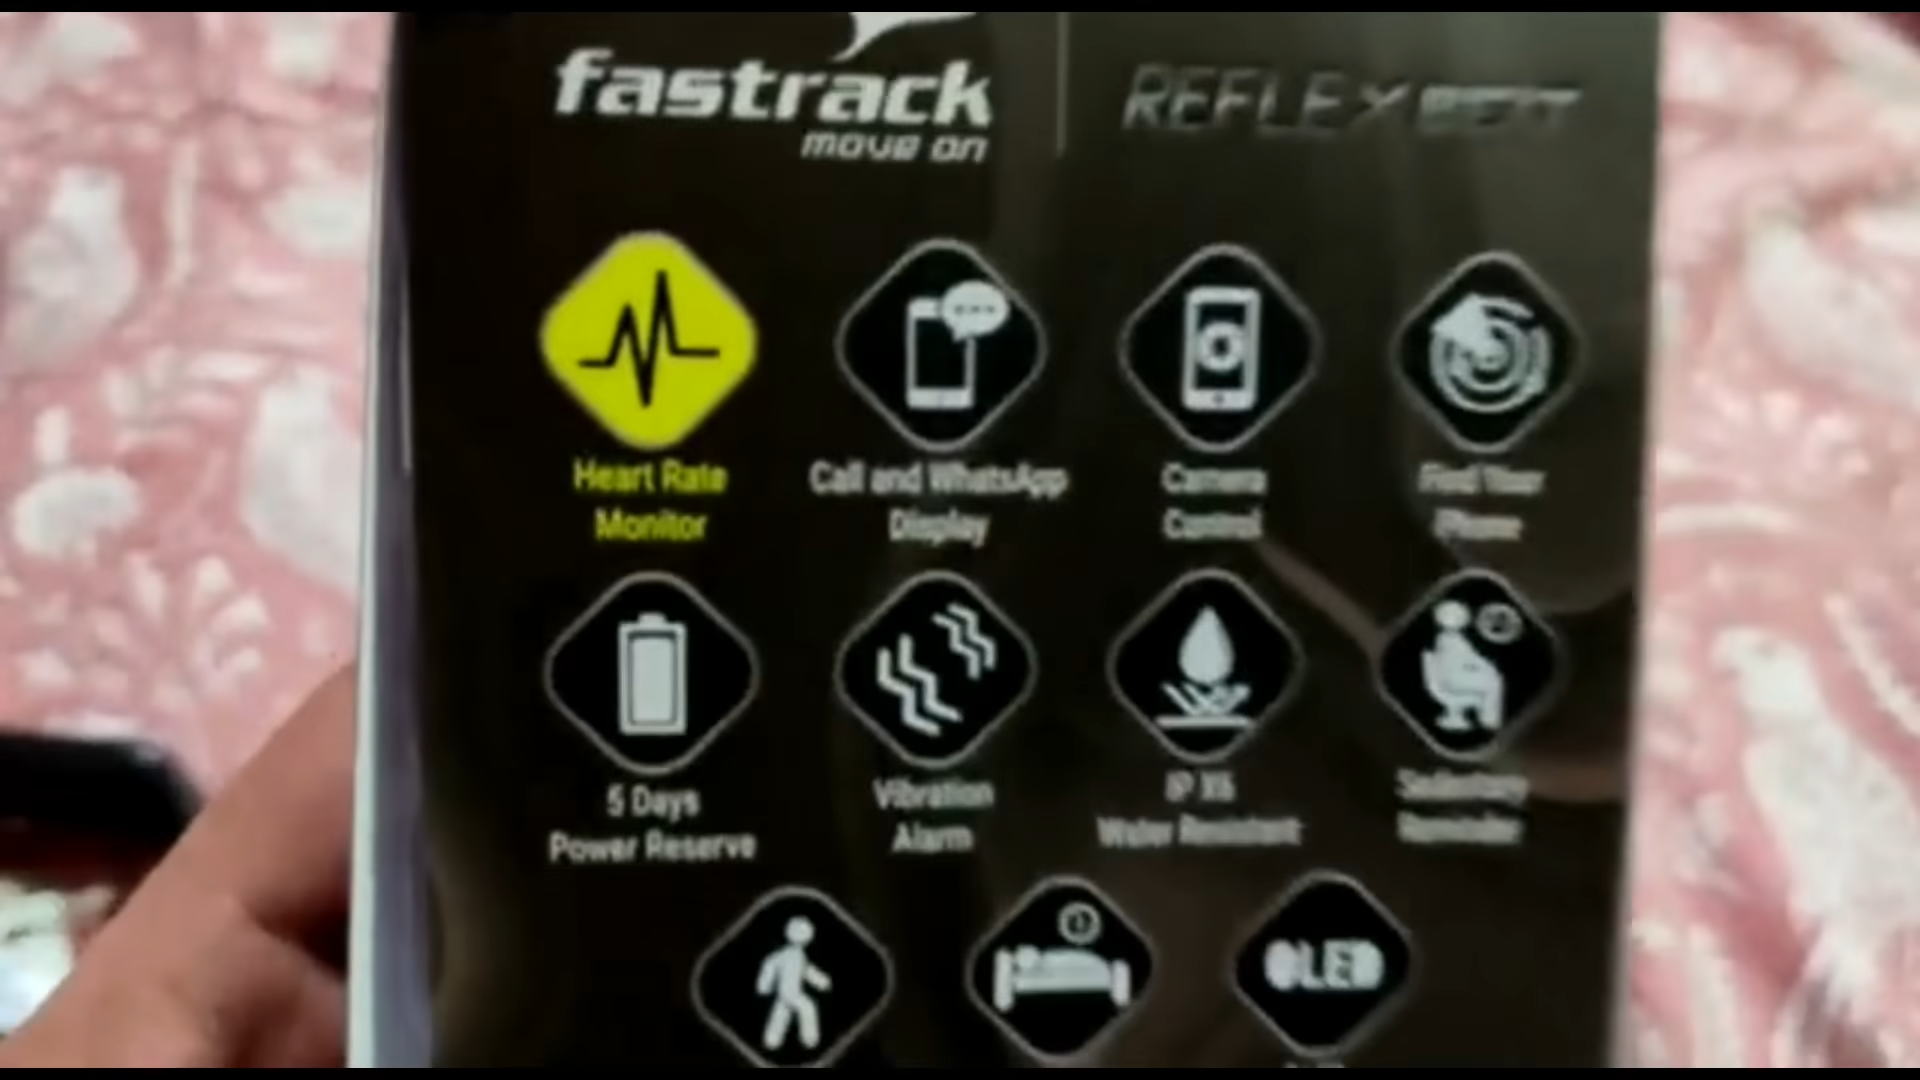 fastrack
move on
REFLEX BEAT
Heart Rate
Monitor
Call and WhatsApp
Display
Camera
Control
Find Your
Phone
5 Days
Power Reserve
Vibration
Alarm
IP X6
Water Resistant
Sedentary
Reminder
OLED